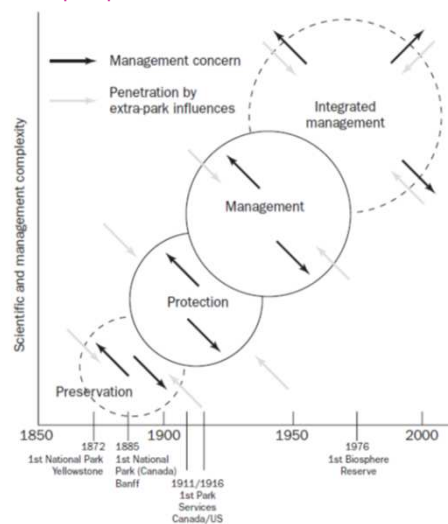 Management concern
Penetration by
extra-park influences
Integrated
management
Management
Protection
Preservation
Scientific and management complexity
1850
1900
1950
2000
1872
1st National Park
Yellowstone
1885
1st National
Park (Canada)
Banff
1911/1916
1st Park
Services
Canada/US
1976
1st Biosphere
Reserve